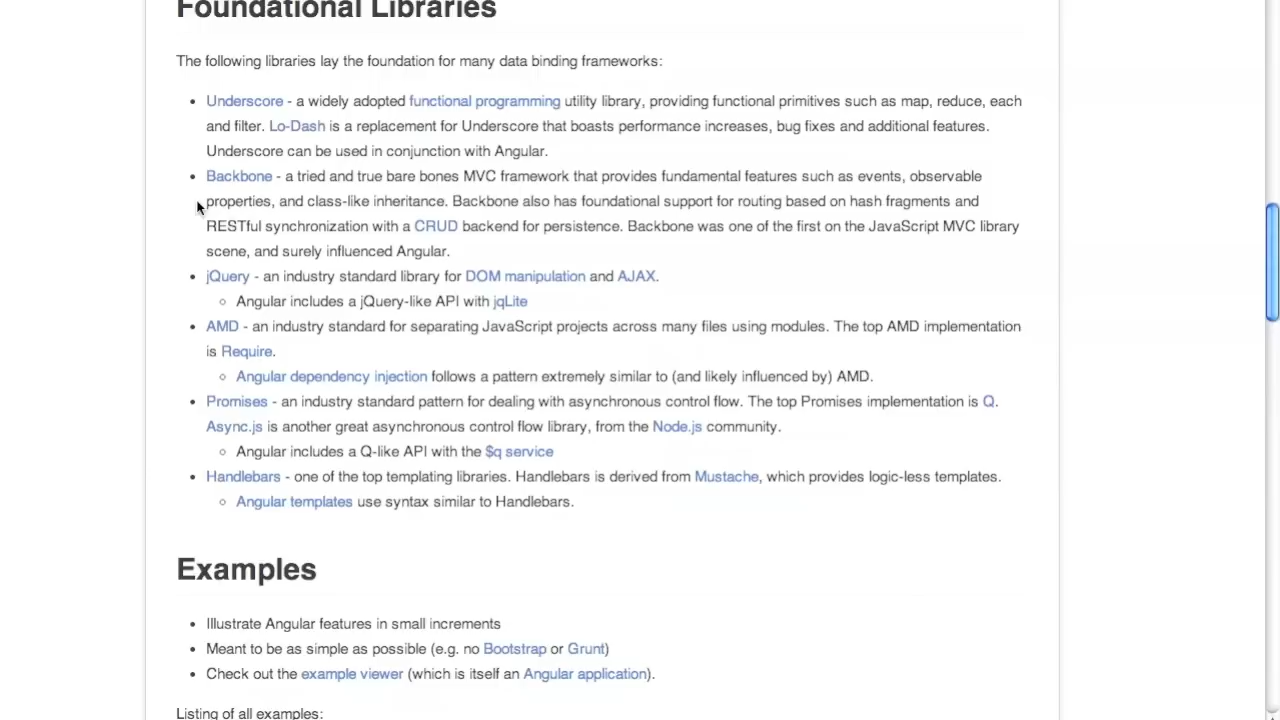 Foundational Libraries
The following libraries lay the foundation for many data binding frameworks:
• Underscore - a widely adopted functional programming utility library, providing functional primitives such as map, reduce, each
and filter. Lo-Dash is a replacement for Underscore that boasts performance increases, bug fixes and additional features.
Underscore can be used in conjunction with Angular.
• Backbone - a tried and true bare bones MVC framework that provides fundamental features such as events, observable
properties, and class-like inheritance. Backbone also has foundational support for routing based on hash fragments and
RESTful synchronization with a CRUD backend for persistence. Backbone was one of the first on the JavaScript MVC library
scene, and surely influenced Angular.
• jQuery - an industry standard library for DOM manipulation and AJAX.
◦ Angular includes a jQuery-like API with jqLite
• AMD - an industry standard for separating JavaScript projects across many files using modules. The top AMD implementation
is Require.
◦ Angular dependency injection follows a pattern extremely similar to (and likely influenced by) AMD.
• Promises - an industry standard pattern for dealing with asynchronous control flow. The top Promises implementation is Q.
Async.js is another great asynchronous control flow library, from the Node.js community.
◦ Angular includes a Q-like API with the $q service
• Handlebars - one of the top templating libraries. Handlebars is derived from Mustache, which provides logic-less templates.
◦ Angular templates use syntax similar to Handlebars.
Examples
• Illustrate Angular features in small increments
• Meant to be as simple as possible (e.g. no Bootstrap or Grunt)
• Check out the example viewer (which is itself an Angular application).
Listing of all examples: